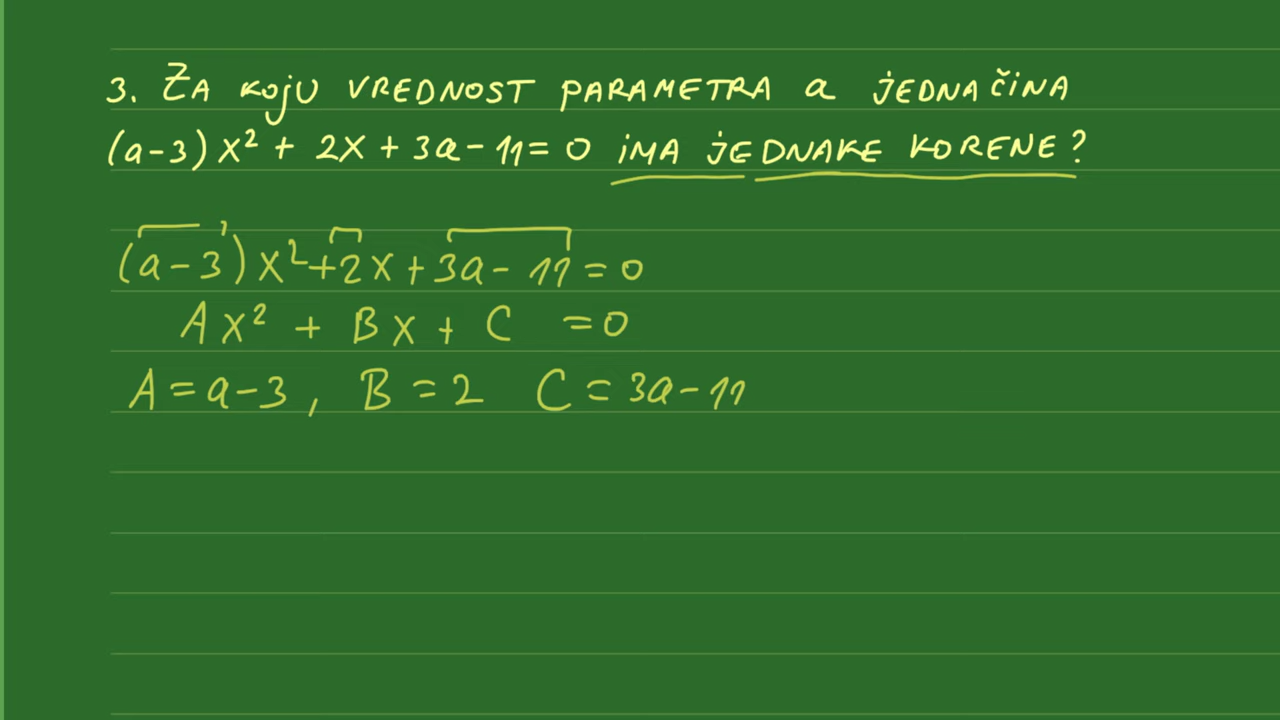 3. ZA KOJU VREDNOST PARAMETRA a JEDNAČINA
(a-3)x² + 2x + 3a - 11 = 0 IMA JEDNAKE KORENE?
(a-3)x² + 2x + 3a - 11 = 0
Ax² + Bx + C = 0
A = a-3, B = 2 C = 3a-11